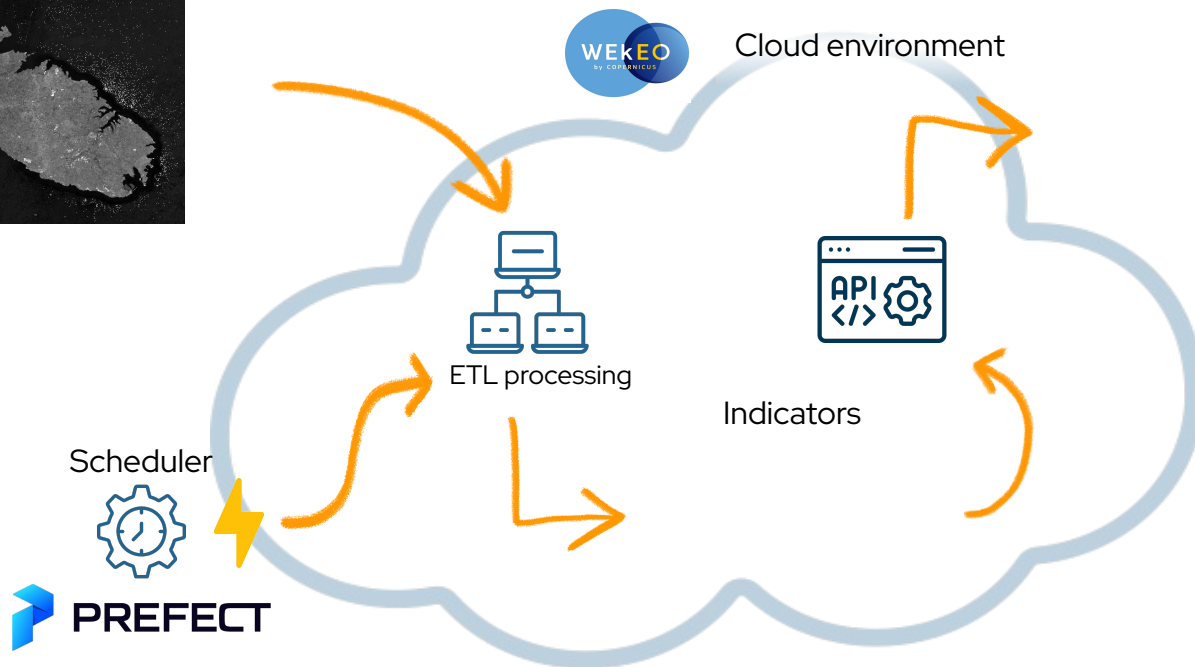 WEkEO
by COPERNICUS
Cloud environment
API
</>
ETL processing
Indicators
Scheduler
PREFECT